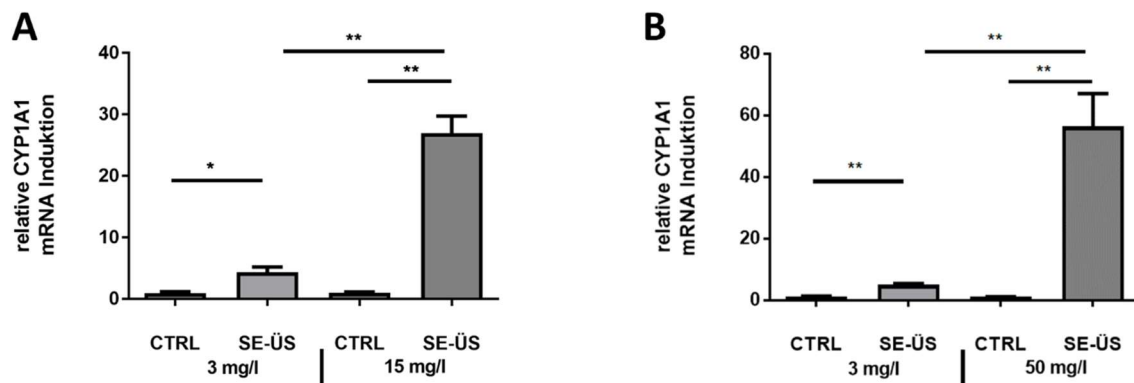 A
relative CYP1A1
mRNA Induktion
40
30
20
10
0
**
**
*
CTRL SE-ÜS CTRL SE-ÜS
3 mg/l 15 mg/l
B
relative CYP1A1
mRNA Induktion
80
60
40
20
0
**
**
**
CTRL SE-ÜS CTRL SE-ÜS
3 mg/l 50 mg/l